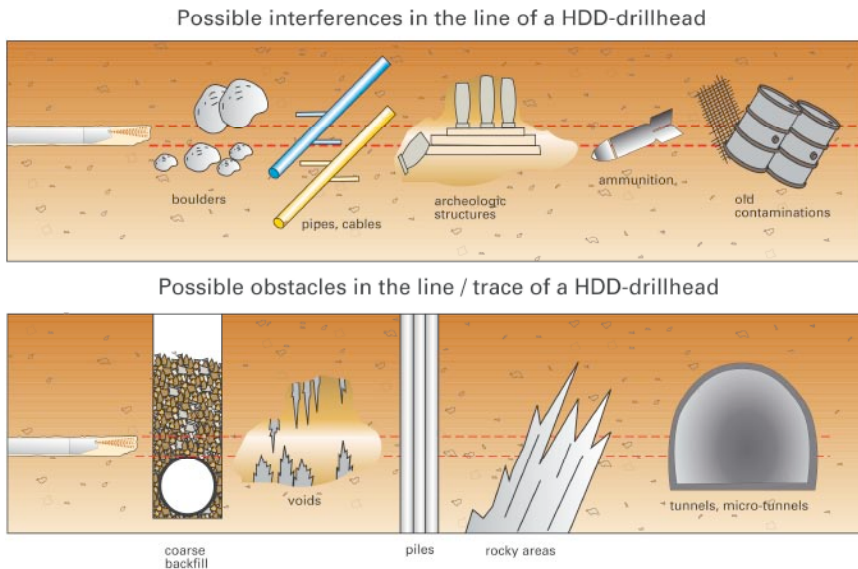 Possible interferences in the line of a HDD-drillhead
boulders
pipes, cables
archeologic
structures
ammunition,
old
contaminations
Possible obstacles in the line / trace of a HDD-drillhead
voids
tunnels, micro-tunnels
coarse
backfill
piles
rocky areas